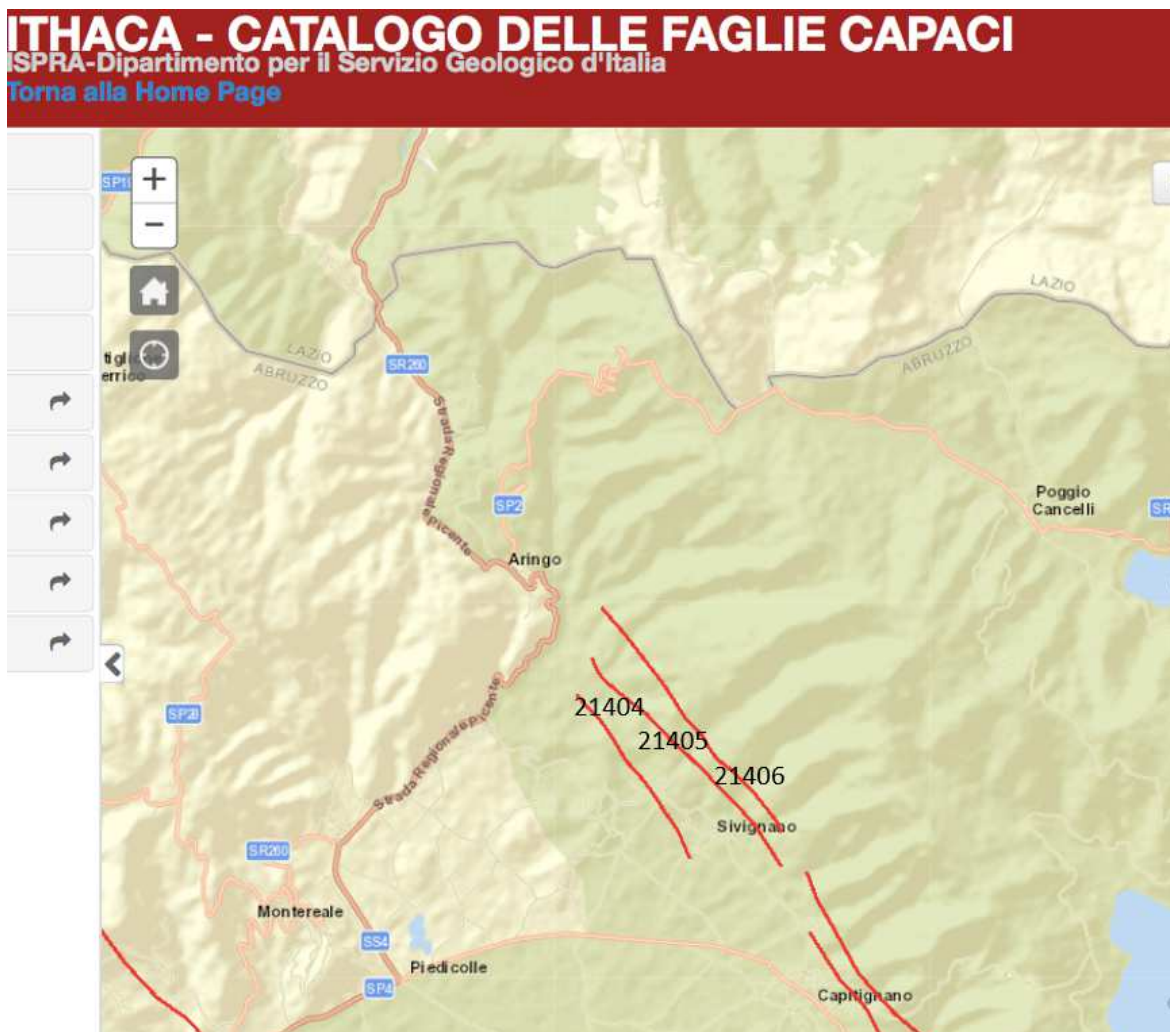 ITHACA - CATALOGO DELLE FAGLIE CAPACI
ISPRA-Dipartimento per il Servizio Geologico d'Italia
Torna alla Home Page
+
−
LAZIO
LAZIO
ABRUZZO
ABRUZZO
SR260
Strada Regionale Picente
SP2
Poggio
Cancelli
SR
Aringo
21404
21405
21406
Strada Regionale Picente
Sivignano
SR260
Montereale
SS4
Piedicolle
SP4
Capitignano